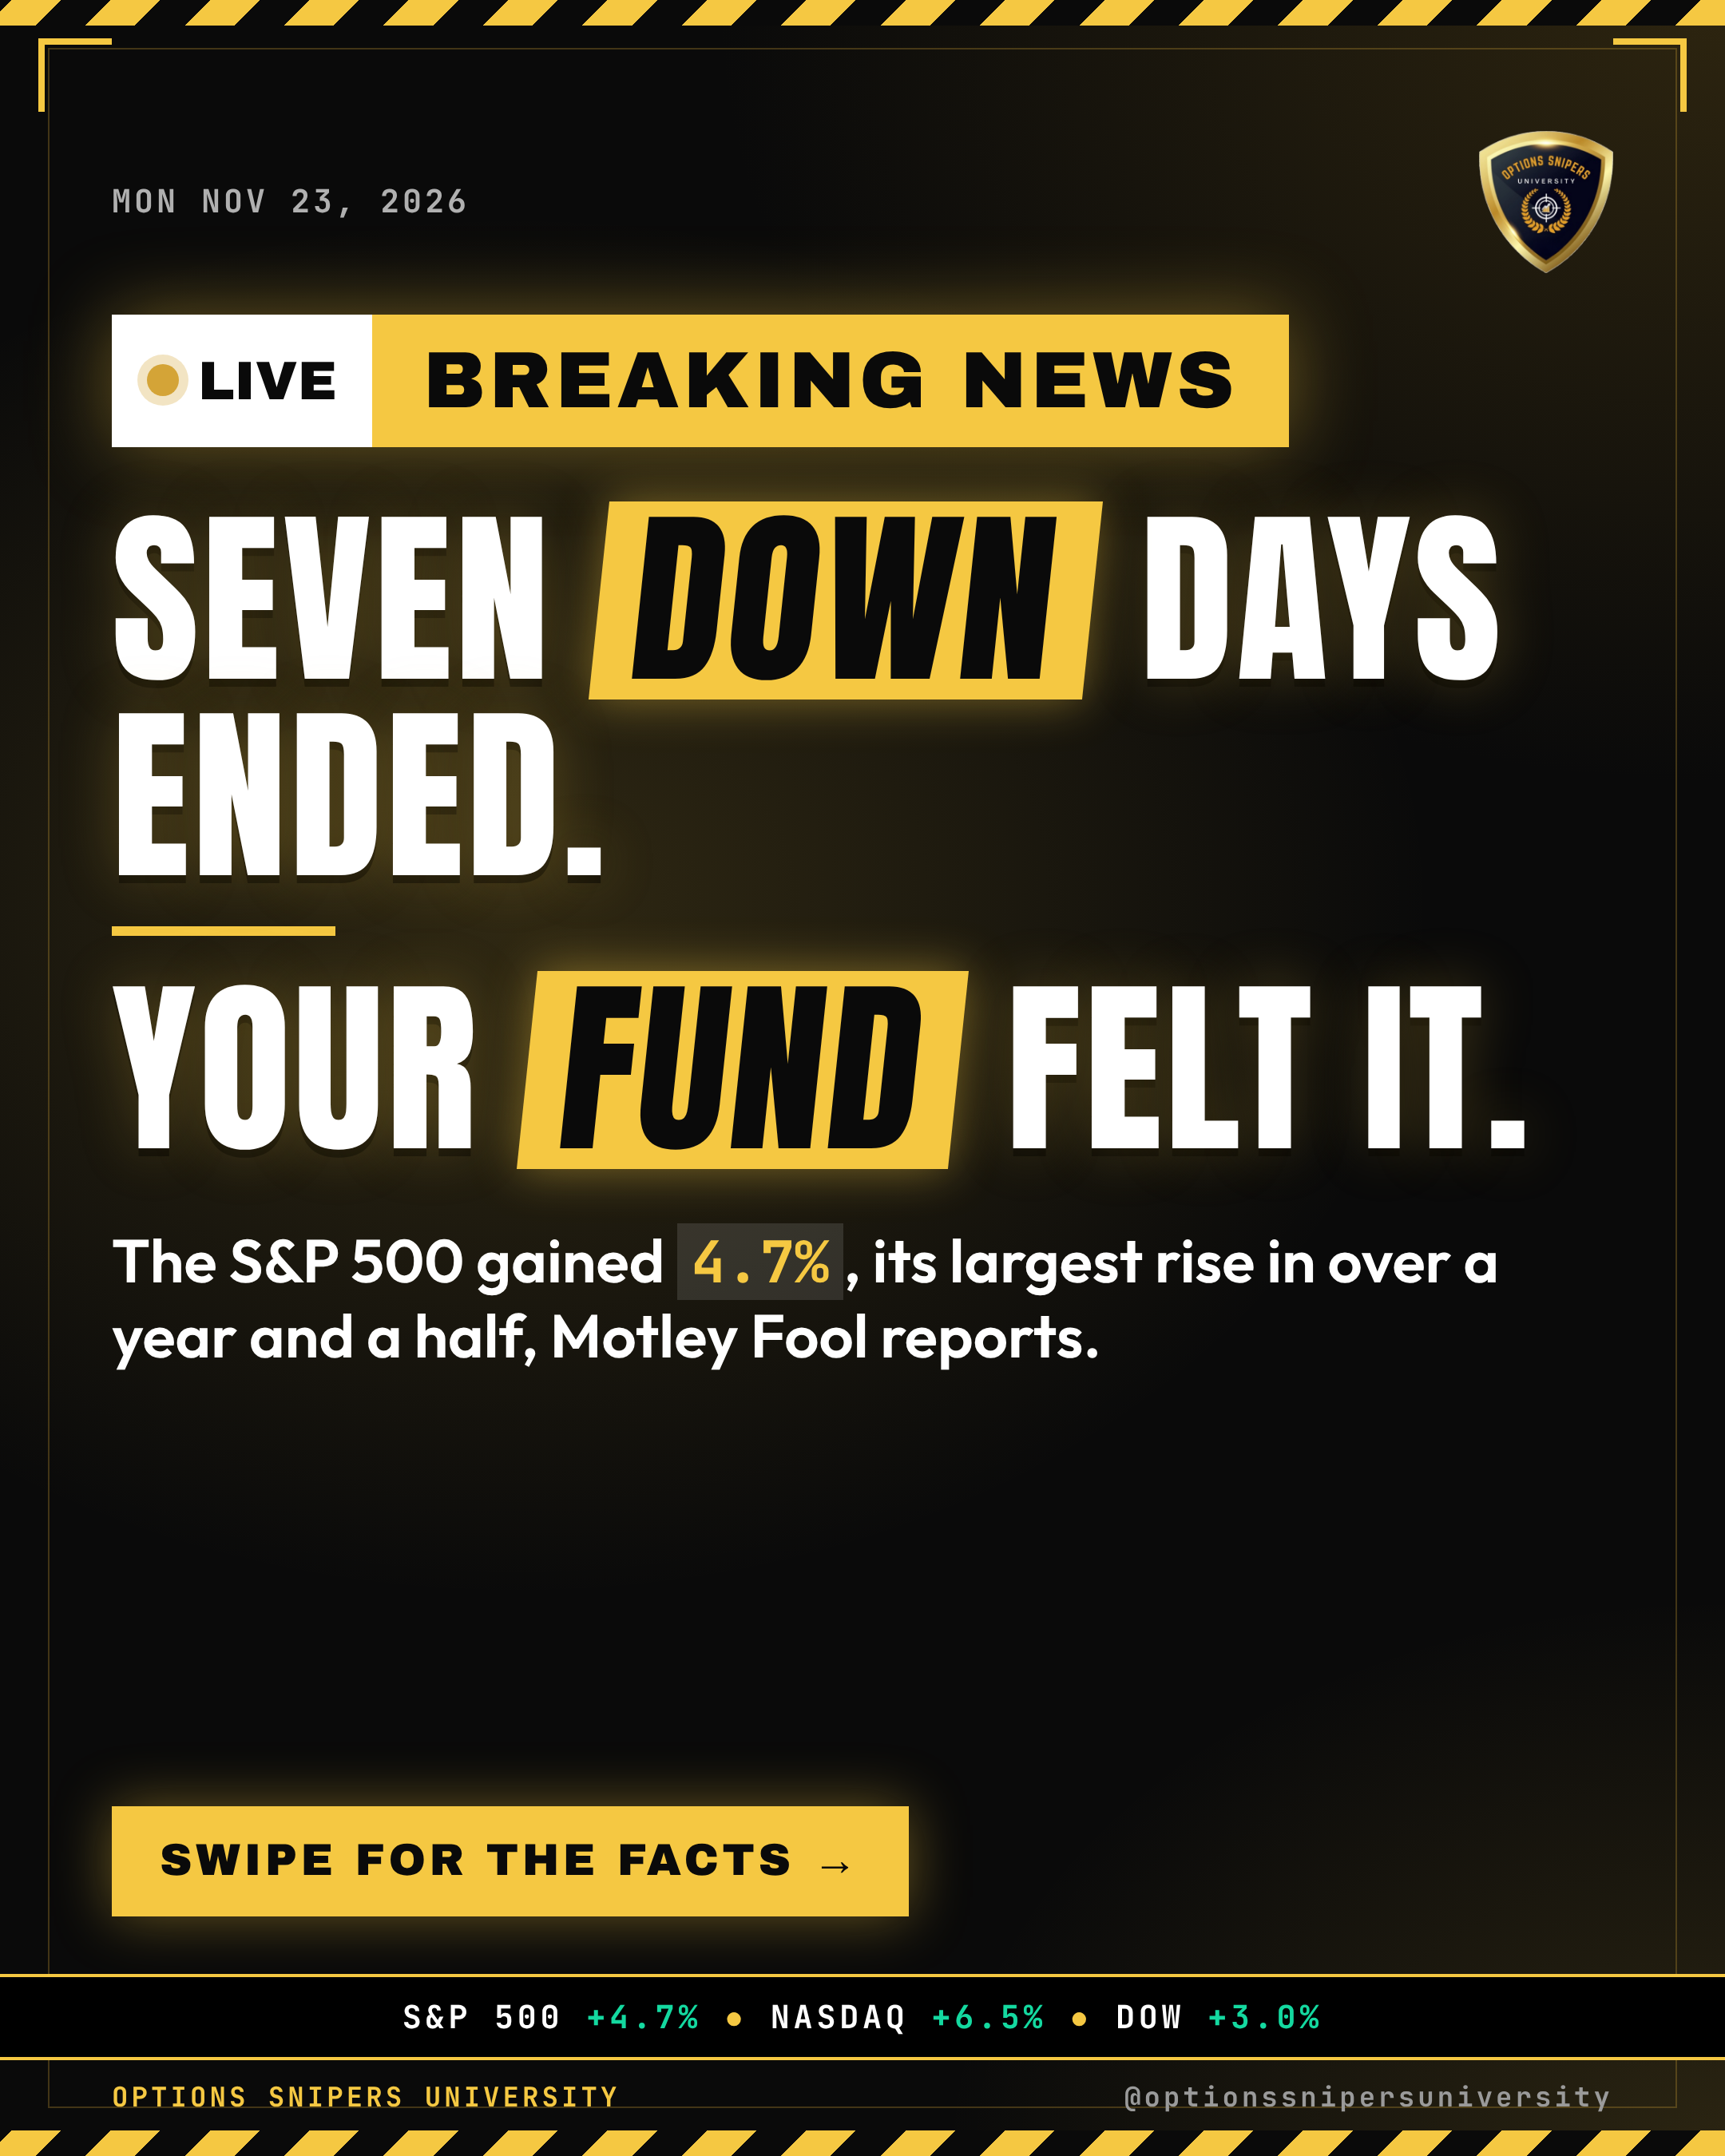 MON NOV 23, 2026
OPTIONS SNIPERS
UNIVERSITY
LIVE BREAKING NEWS
SEVEN DOWN DAYS
ENDED.
YOUR FUND FELT IT.
The S&P 500 gained 4.7%, its largest rise in over a
year and a half, Motley Fool reports.
SWIPE FOR THE FACTS →
S&P 500 +4.7% • NASDAQ +6.5% • DOW +3.0%
OPTIONS SNIPERS UNIVERSITY @optionssnipersuniversity